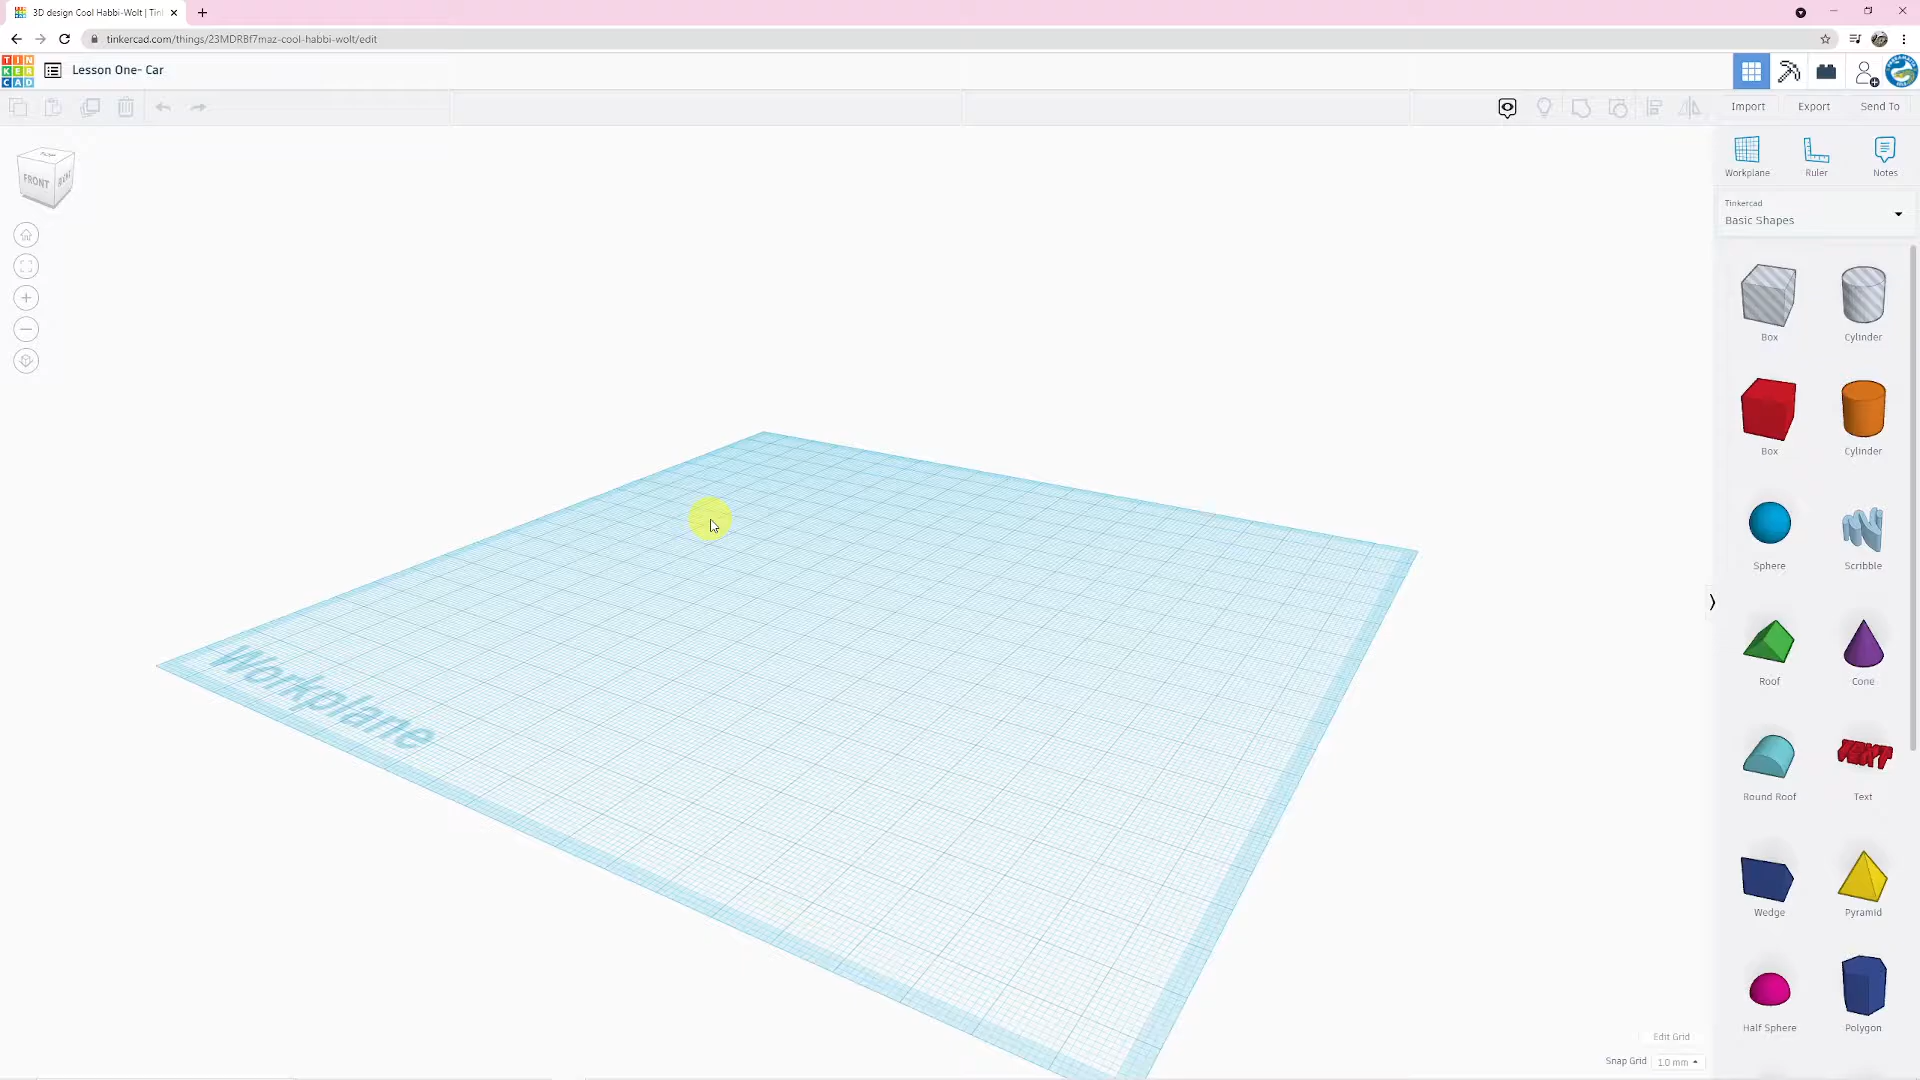 3D design Cool Habbi-Wolt | Tin
tinkercad.com/things/23MDRBf7maz-cool-habbi-wolt/edit
TIN
KER
CAD
Lesson One- Car
Import
Export
Send To
FRONT
Workplane
Ruler
Notes
Tinkercad
Basic Shapes
Box
Cylinder
Box
Cylinder
Sphere
Scribble
Roof
Cone
TEXT
Round Roof
Text
Wedge
Pyramid
Half Sphere
Polygon
Workplane
Edit Grid
Snap Grid
1.0 mm